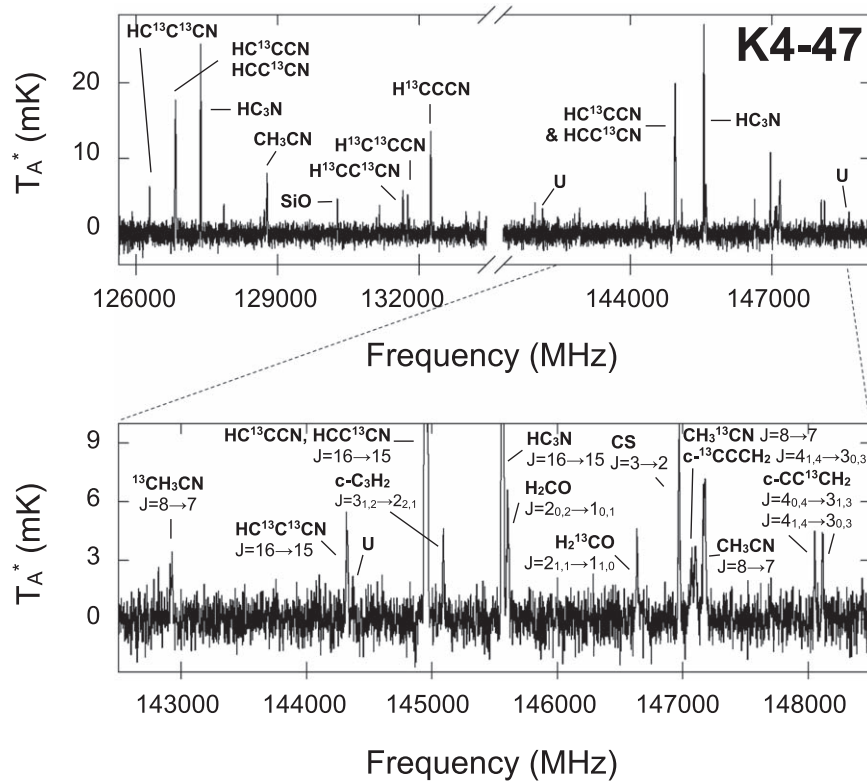 K4-47
HC¹³C¹³CN
HC¹³CCN
HCC¹³CN
HC₃N
CH₃CN
SiO
H¹³CC¹³CN
H¹³C¹³CCN
H¹³CCCN
HC¹³CCN
& HCC¹³CN
HC₃N
U
U
T_A* (mK)
20
10
0
126000 129000 132000 144000 147000
Frequency (MHz)
HC¹³CCN, HCC¹³CN
J=16→15
¹³CH₃CN
J=8→7
HC¹³C¹³CN
J=16→15
U
c-C₃H₂
J=3₁,₂→2₂,₁
HC₃N
J=16→15
H₂CO
J=2₀,₂→1₀,₁
H₂¹³CO
J=2₁,₁→1₁,₀
CS
J=3→2
CH₃¹³CN J=8→7
c-¹³CCCH₂ J=4₁,₄→3₀,₃
c-CC¹³CH₂
J=4₀,₄→3₁,₃
J=4₁,₄→3₀,₃
CH₃CN
J=8→7
T_A* (mK)
9
6
3
0
143000 144000 145000 146000 147000 148000
Frequency (MHz)